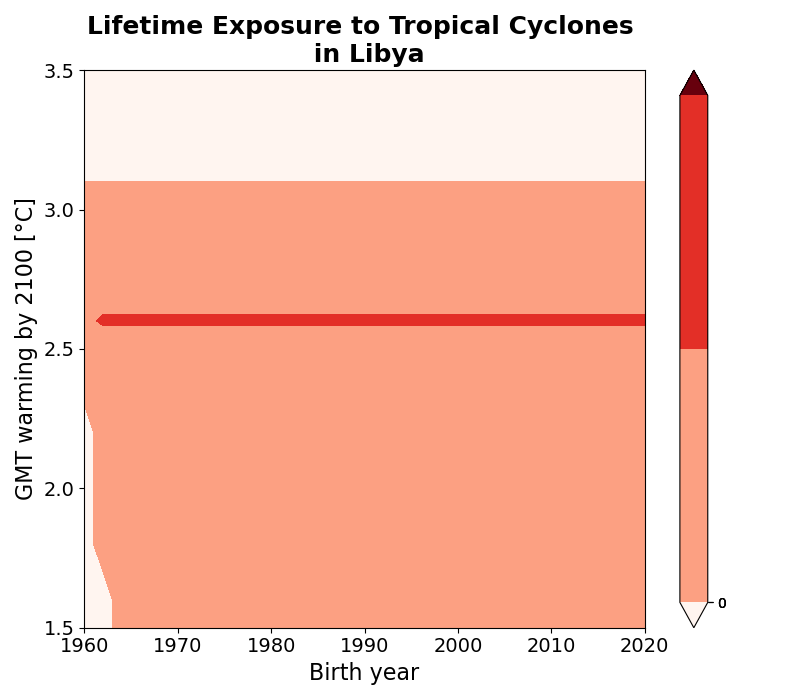 Lifetime Exposure to Tropical Cyclones
in Libya
3.5
3.0
2.5
2.0
1.5
GMT warming by 2100 [°C]
1960 1970 1980 1990 2000 2010 2020
Birth year
0